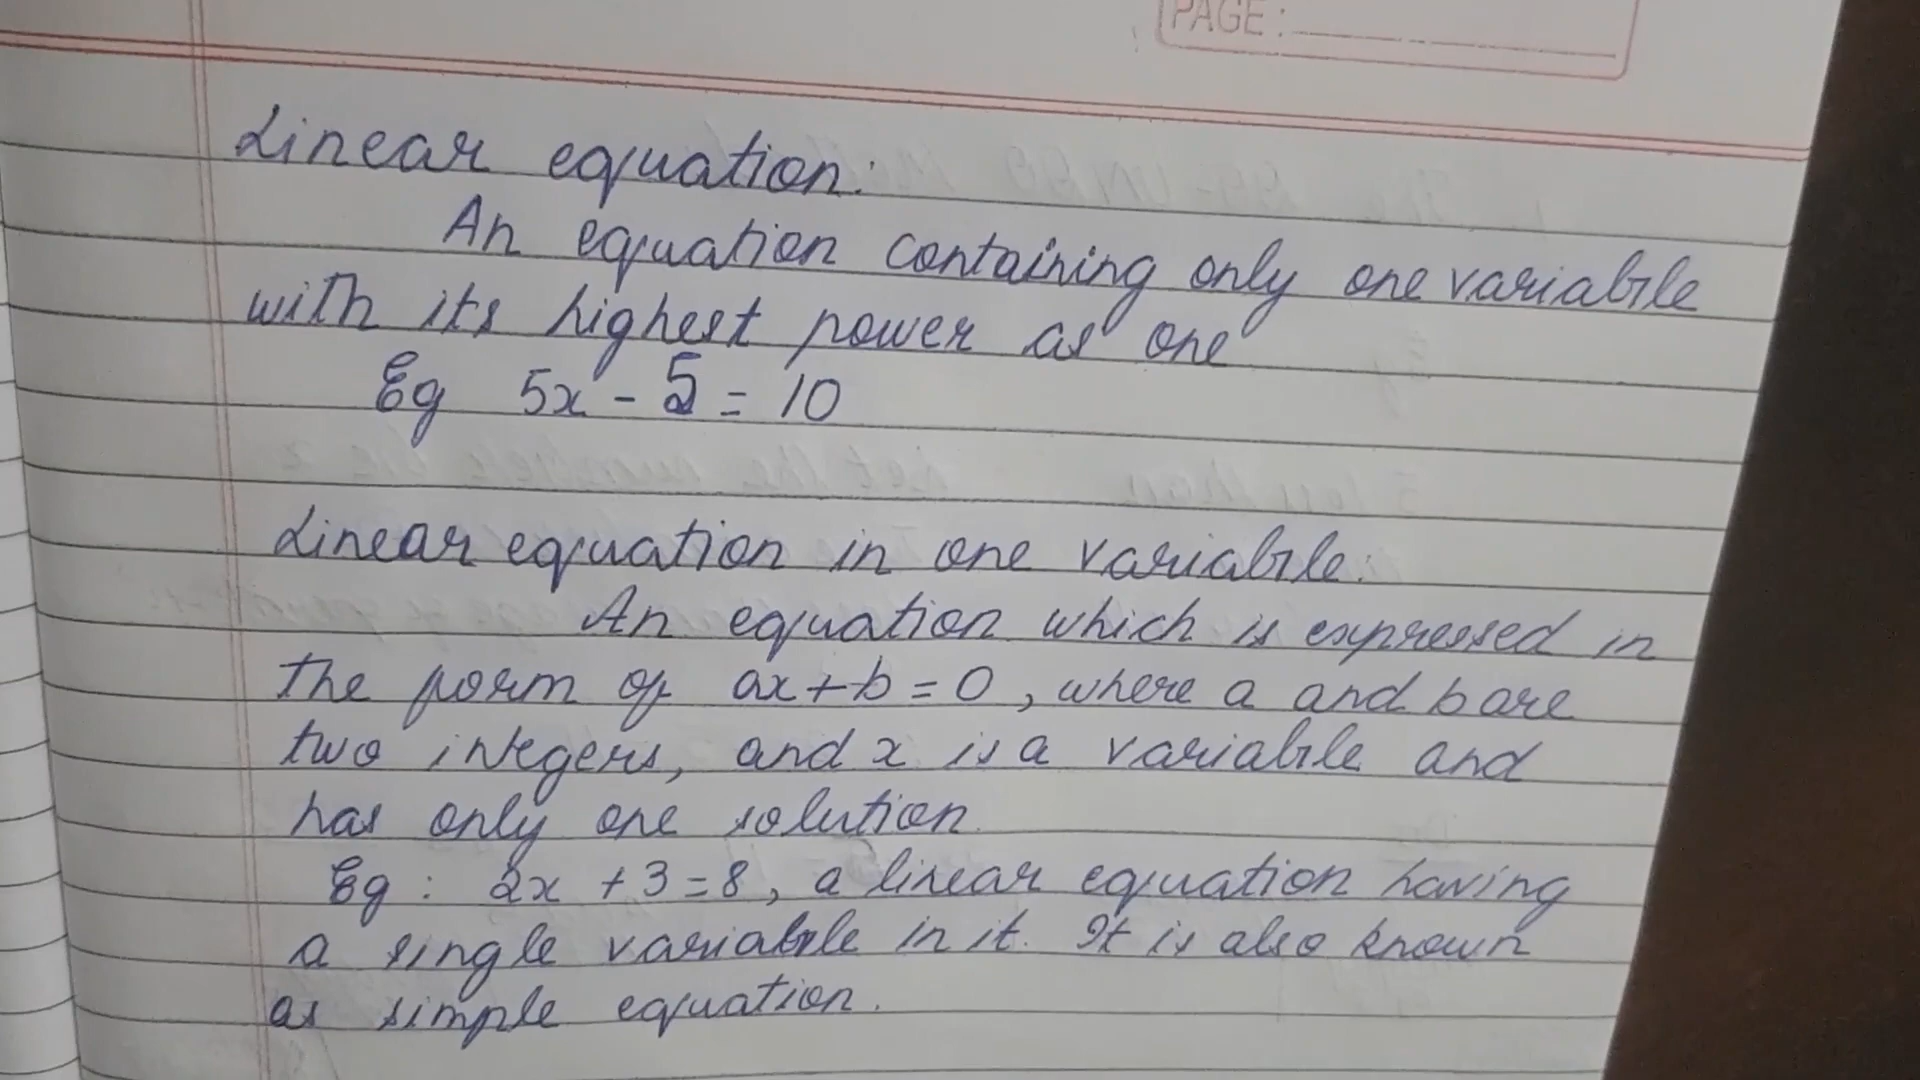 PAGE:
Linear equation:
An equation containing only one variable
with its highest power as one
Eg 5x - 5 = 10
Linear equation in one variable:
An equation which is expressed in
the form of ax+b=0, where a and b are
two integers, and x is a variable and
has only one solution.
Eg: 2x + 3 = 8, a linear equation having
a single variable in it. It is also known
as simple equation.